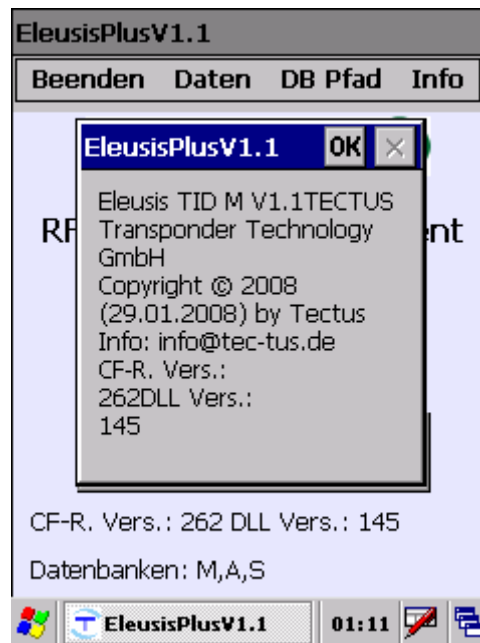 EleusisPlusV1.1
Beenden Daten DB Pfad Info
EleusisPlusV1.1 OK
Eleusis TID M V1.1TECTUS
Transponder Technology
GmbH
Copyright © 2008
(29.01.2008) by Tectus
Info: info@tec-tus.de
CF-R. Vers.:
262DLL Vers.:
145
RF
nt
CF-R. Vers.: 262 DLL Vers.: 145
Datenbanken: M,A,S
EleusisPlusV1.1 01:11